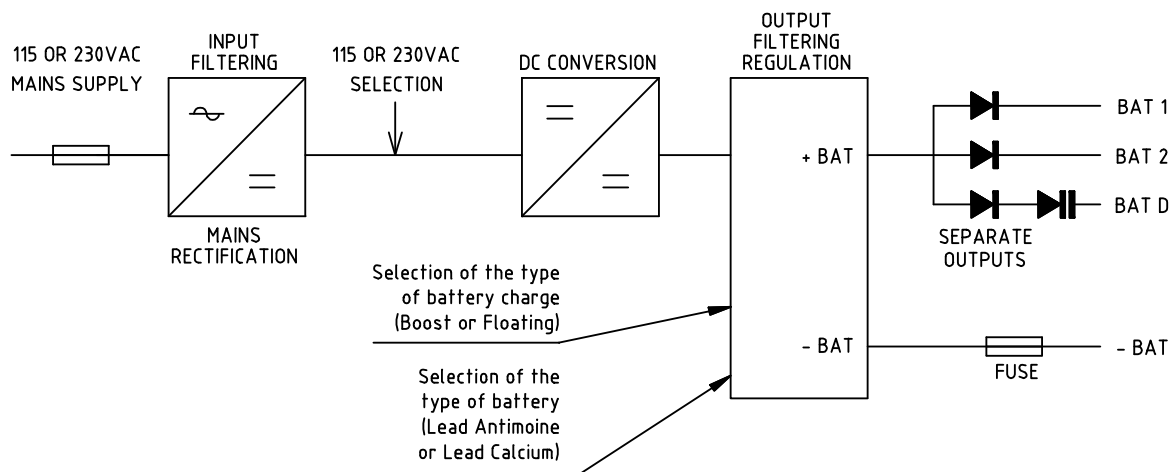 115 OR 230VAC
MAINS SUPPLY
INPUT
FILTERING
MAINS
RECTIFICATION
115 OR 230VAC
SELECTION
DC CONVERSION
OUTPUT
FILTERING
REGULATION
+ BAT
- BAT
BAT 1
BAT 2
BAT D
SEPARATE
OUTPUTS
FUSE
- BAT
Selection of the type
of battery charge
(Boost or Floating)
Selection of the
type of battery
(Lead Antimoine
or Lead Calcium)